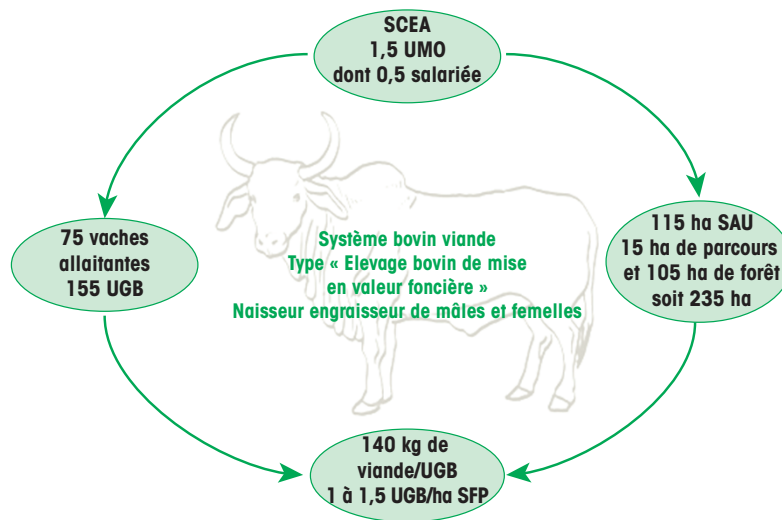 SCEA
1,5 UMO
dont 0,5 salariée
75 vaches
allaitantes
155 UGB
Système bovin viande
Type « Elevage bovin de mise
en valeur foncière »
Naisseur engraisseur de mâles et femelles
115 ha SAU
15 ha de parcours
et 105 ha de forêt
soit 235 ha
140 kg de
viande/UGB
1 à 1,5 UGB/ha SFP